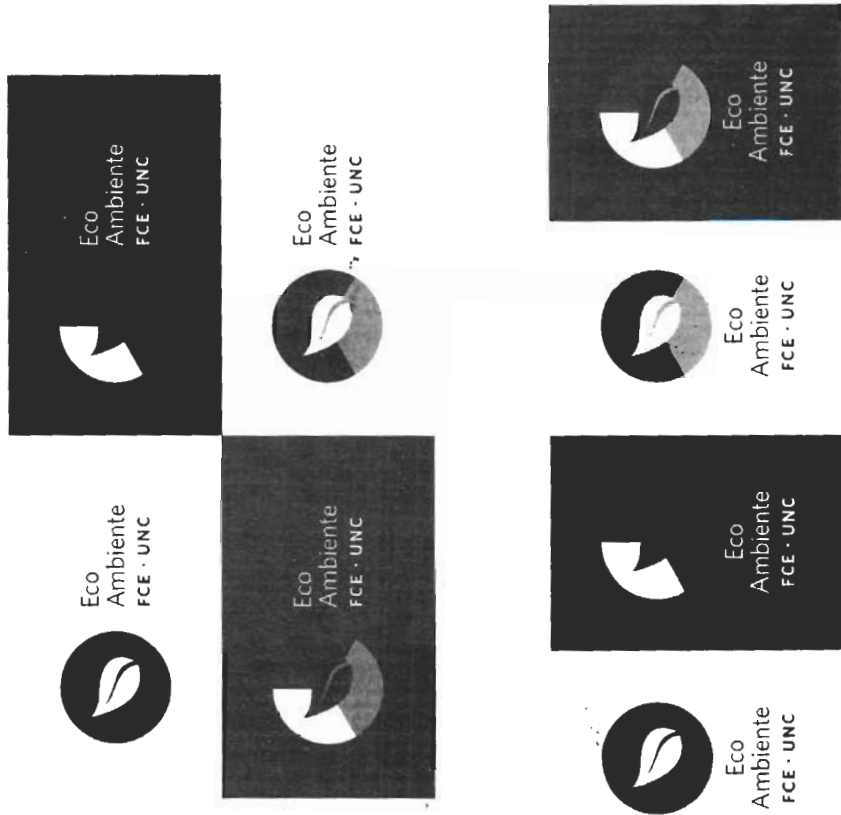 Eco
Ambiente
FCE · UNC
Eco
Ambiente
FCE · UNC
Eco
Ambiente
FCE · UNC
Eco
Ambiente
FCE · UNC
Eco
Ambiente
FCE · UNC
Eco
Ambiente
FCE · UNC
Eco
Ambiente
FCE · UNC
Eco
Ambiente
FCE · UNC